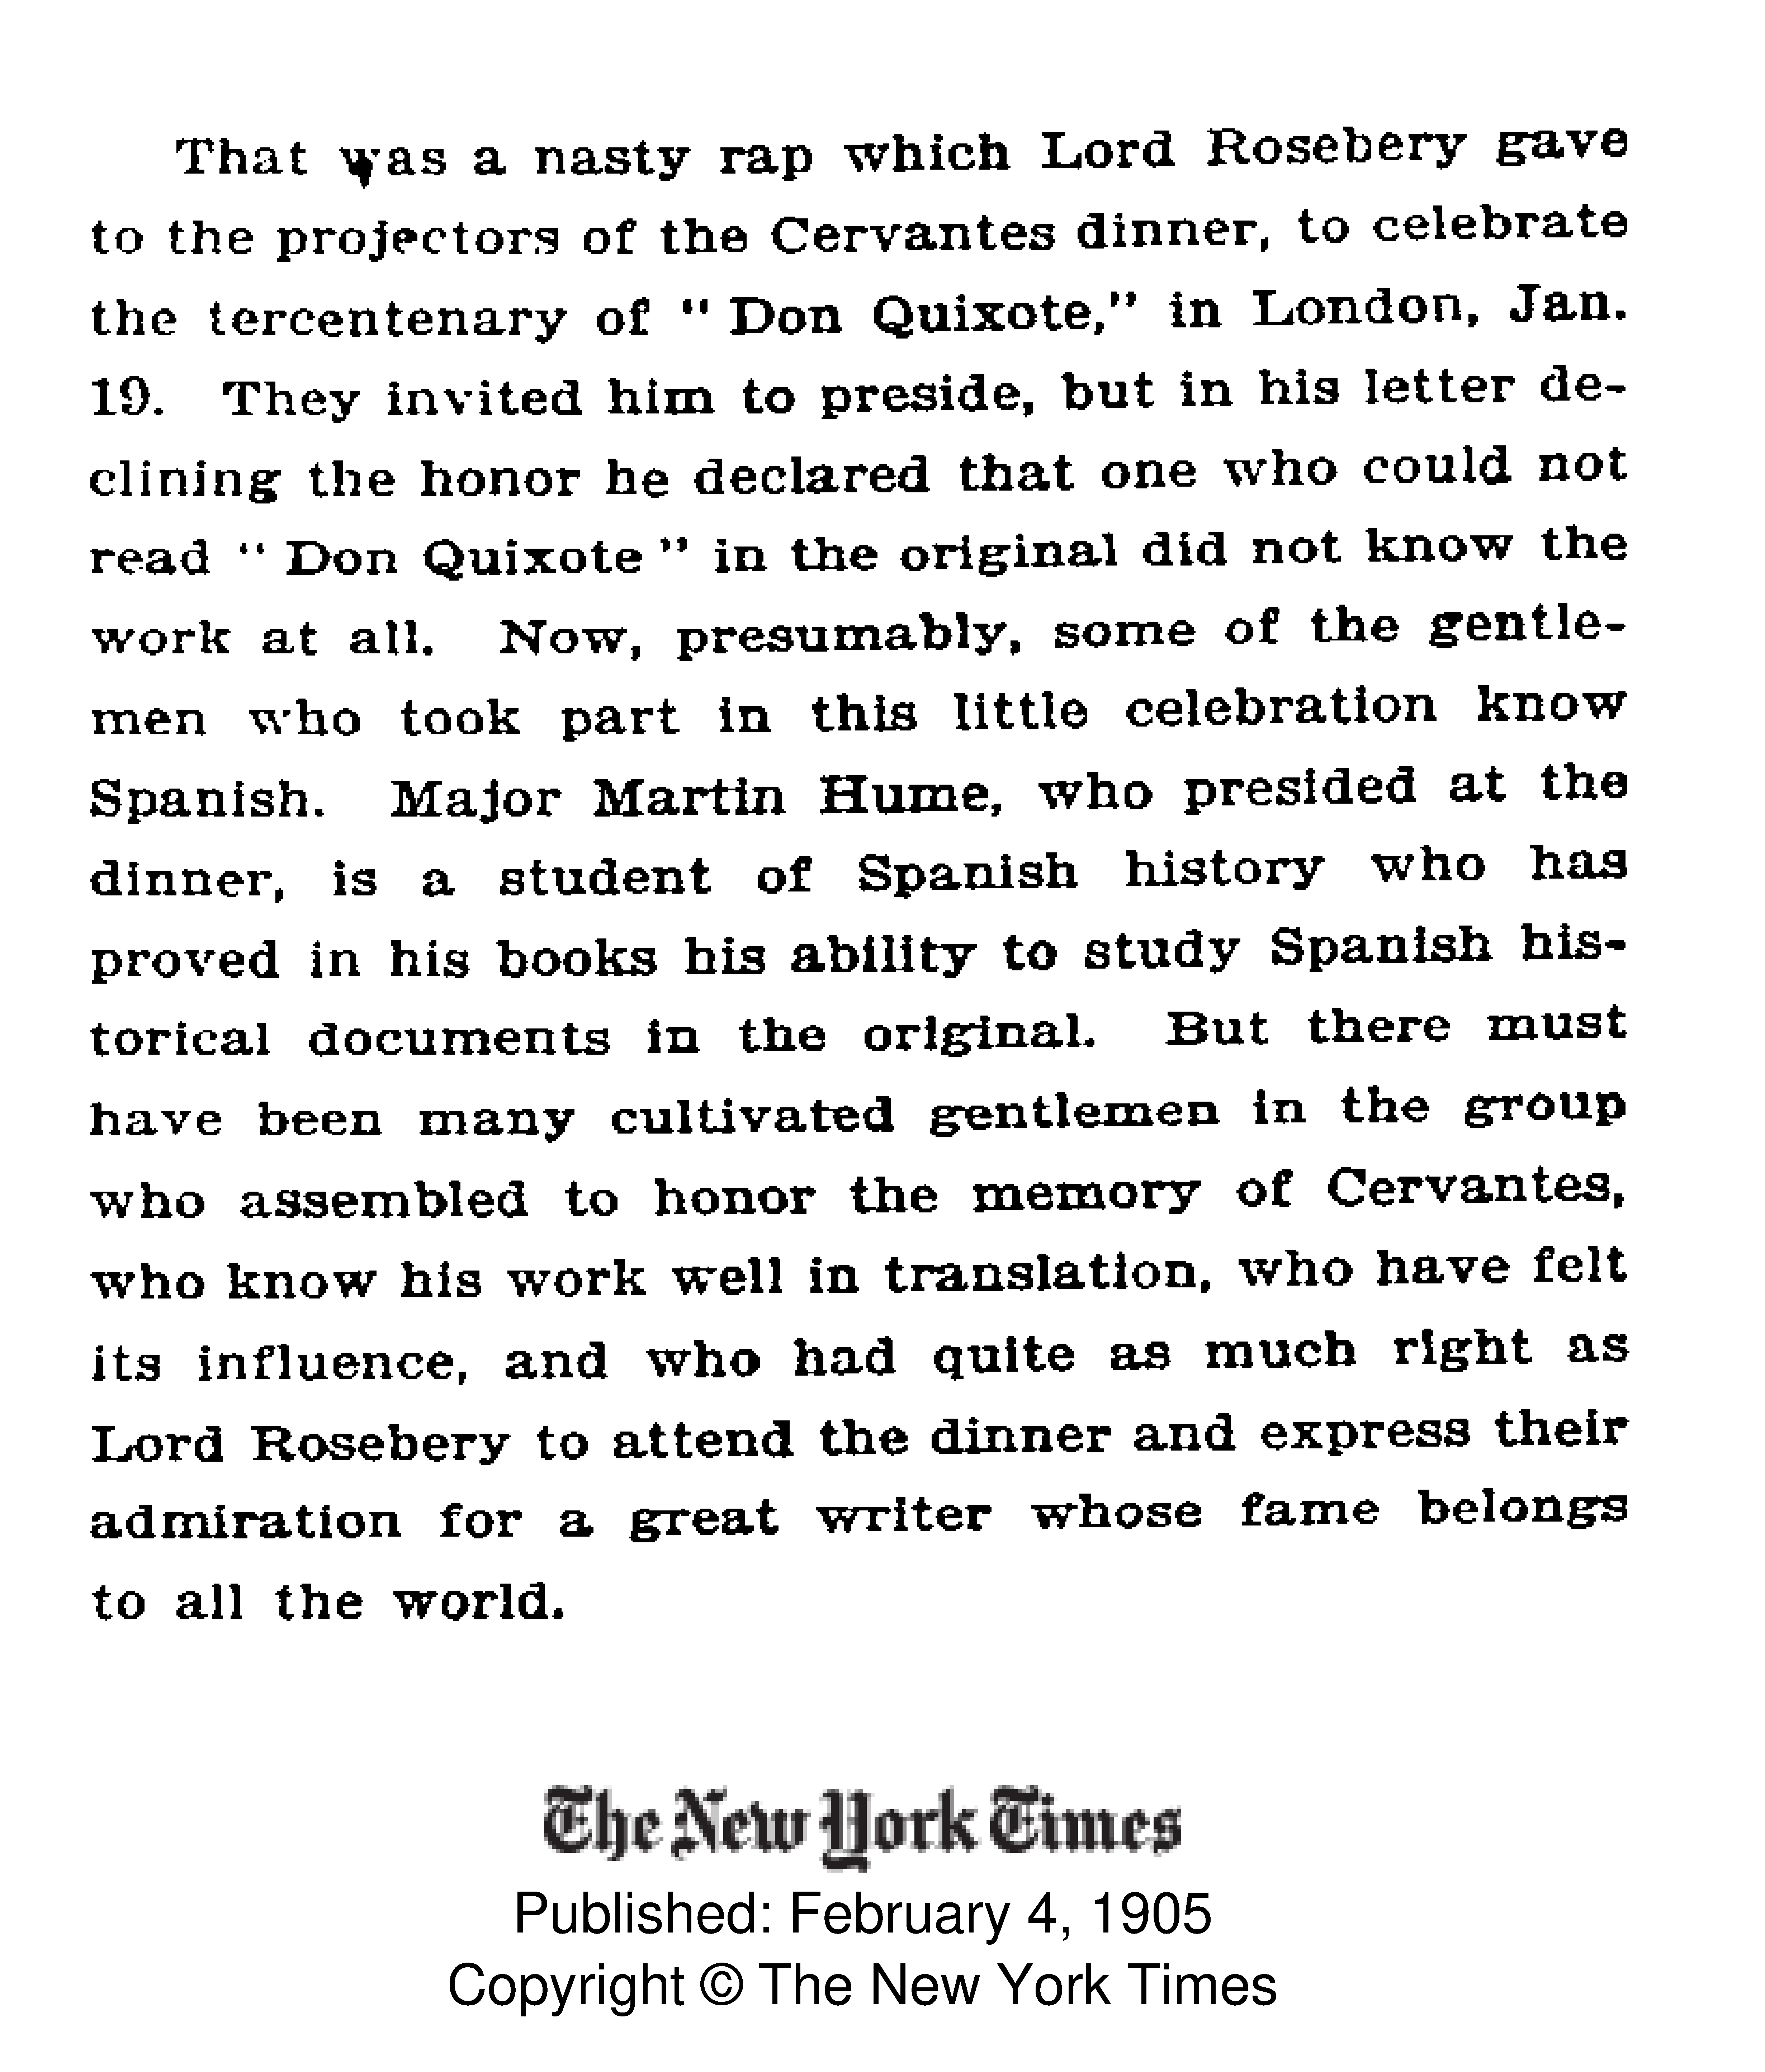 That was a nasty rap which Lord Rosebery gave
to the projectors of the Cervantes dinner, to celebrate
the tercentenary of " Don Quixote," in London, Jan.
19. They invited him to preside, but in his letter de-
clining the honor he declared that one who could not
read " Don Quixote " in the original did not know the
work at all. Now, presumably, some of the gentle-
men who took part in this little celebration know
Spanish. Major Martin Hume, who presided at the
dinner, is a student of Spanish history who has
proved in his books his ability to study Spanish his-
torical documents in the original. But there must
have been many cultivated gentlemen in the group
who assembled to honor the memory of Cervantes,
who know his work well in translation, who have felt
its influence, and who had quite as much right as
Lord Rosebery to attend the dinner and express their
admiration for a great writer whose fame belongs
to all the world.
The New York Times
Published: February 4, 1905
Copyright © The New York Times